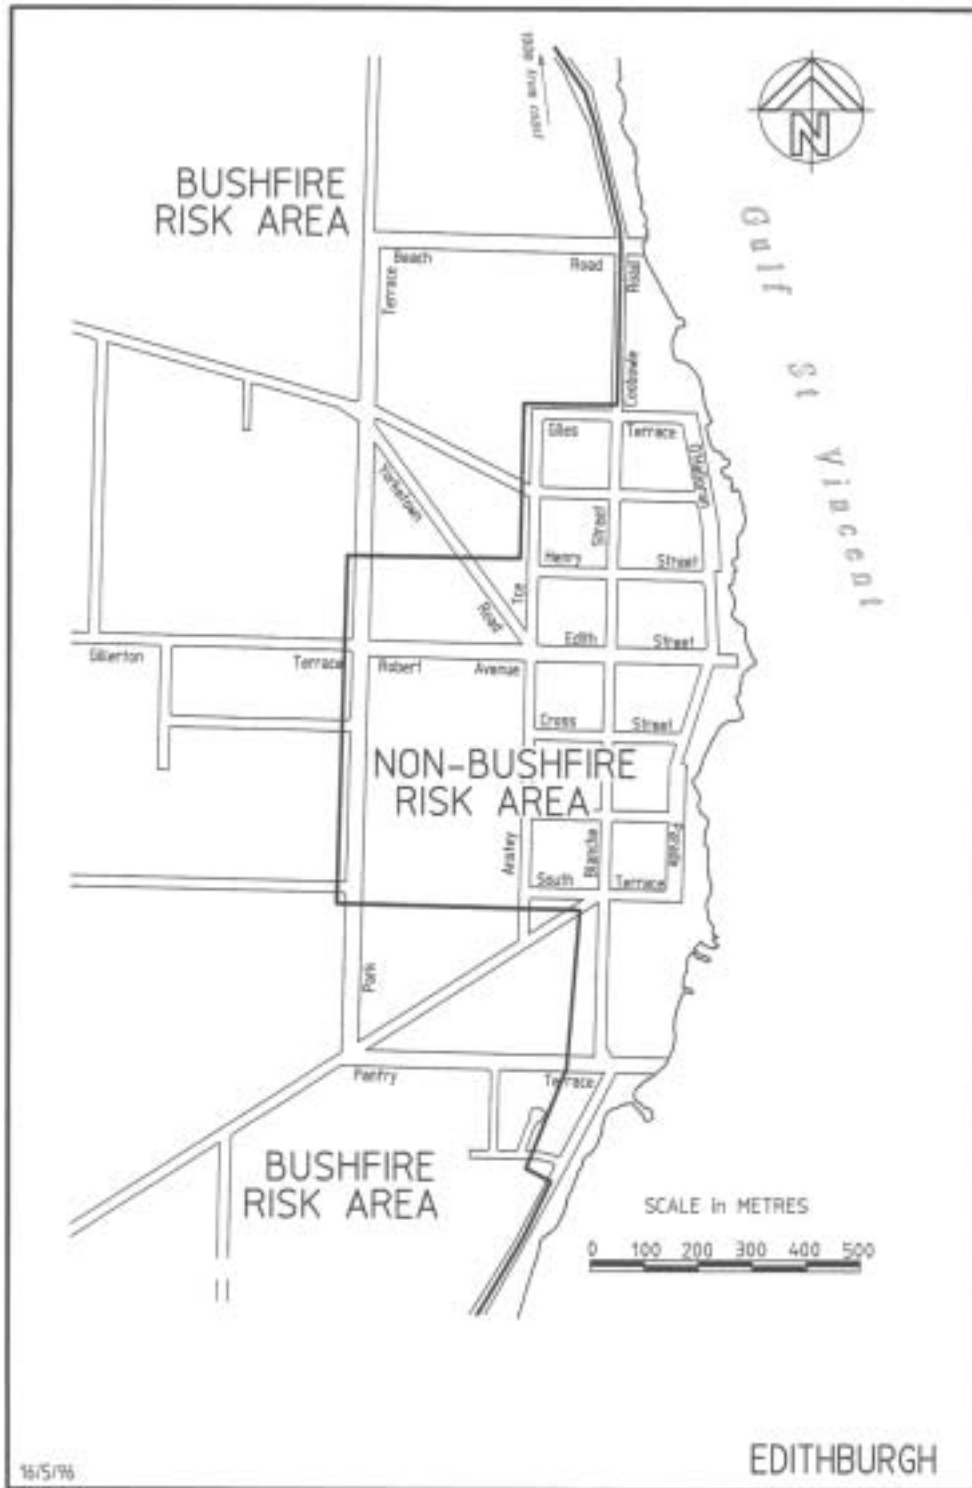 N
BUSHFIRE
RISK AREA
Gulf St Vincent
Beach Road
Terrace
Road
Coobowie
Giles Terrace
Yorketown
Road
Street
Henry Street
Tce
Edith Street
Gilberton Terrace
Robert Avenue
Cross Street
NON-BUSHFIRE
RISK AREA
Anstey
Blanche
Parade
South Terrace
Park
Panfry Terrace
BUSHFIRE
RISK AREA
SCALE in METRES
0 100 200 300 400 500
EDITHBURGH
16/5/96